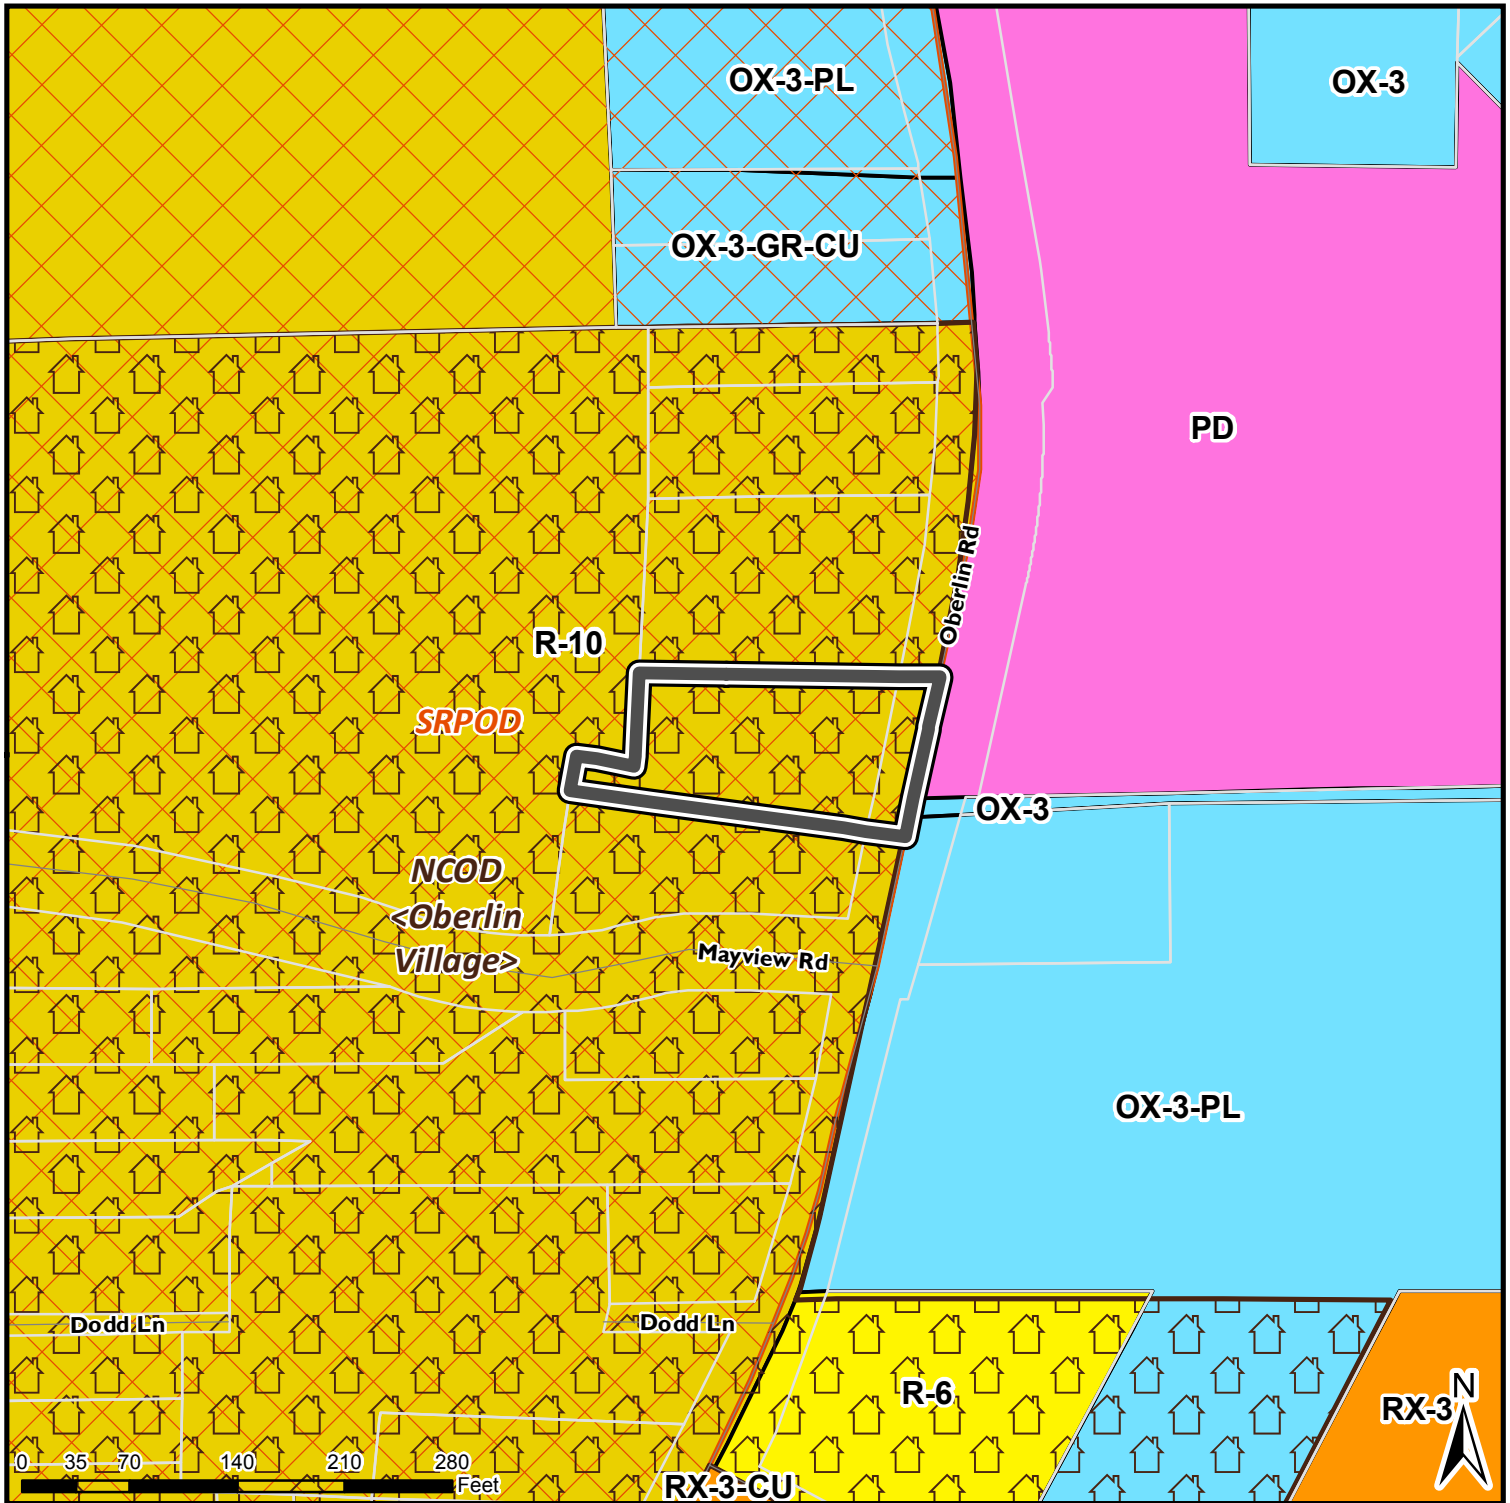 OX-3-PL
OX-3
OX-3-GR-CU
PD
Oberlin Rd
R-10
SRPOD
OX-3
NCOD
<Oberlin
Village>
Mayview Rd
OX-3-PL
Dodd Ln
Dodd Ln
R-6
RX-3
N
0 35 70 140 210 280
Feet
RX-3-CU